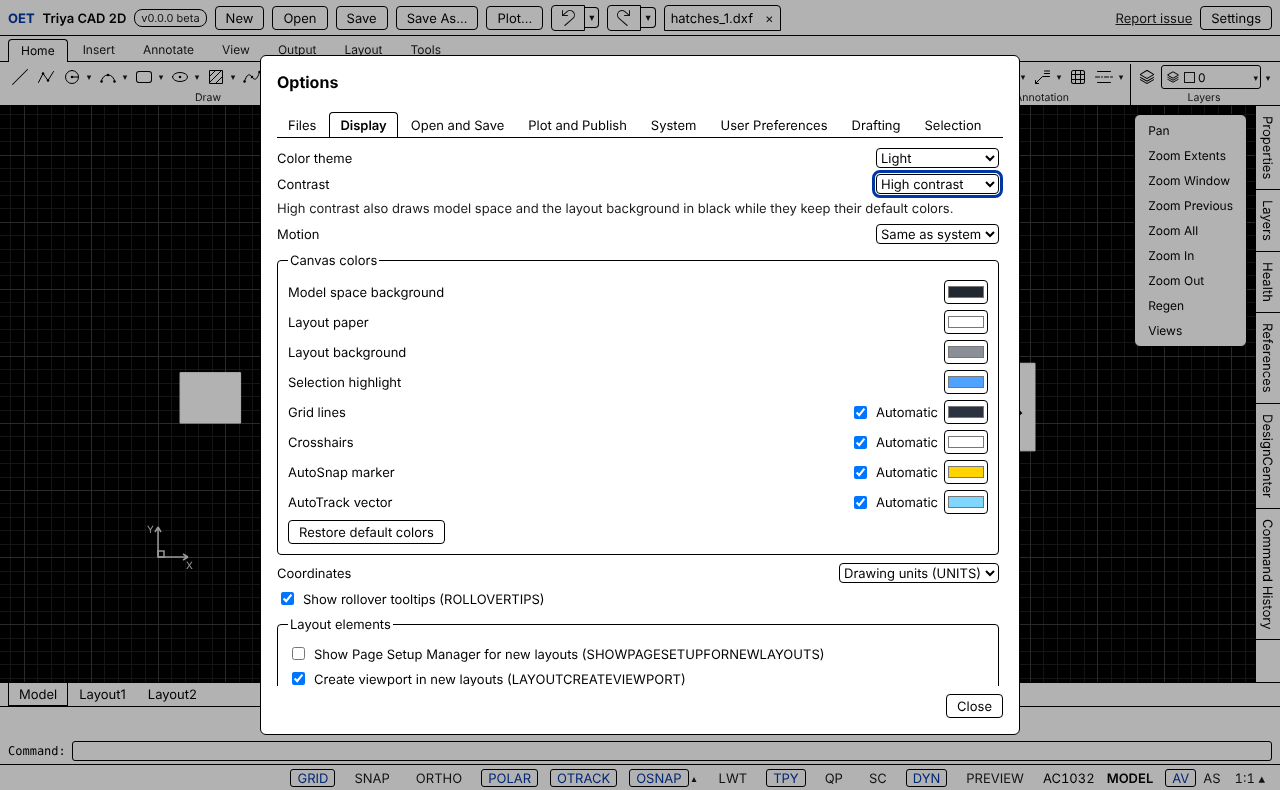 OET Triya CAD 2D v0.0.0 beta New Open Save Save As... Plot... hatches_1.dxf × Report issue Settings
Home Insert Annotate View Output Layout Tools
0
Draw Layers
Options
Files Display Open and Save Plot and Publish System User Preferences Drafting Selection
Color theme Light
Contrast High contrast
High contrast also draws model space and the layout background in black while they keep their default colors.
Motion Same as system
Canvas colors
Model space background
Layout paper
Layout background
Selection highlight
Grid lines Automatic
Crosshairs Automatic
AutoSnap marker Automatic
AutoTrack vector Automatic
Restore default colors
Coordinates Drawing units (UNITS)
Show rollover tooltips (ROLLOVERTIPS)
Layout elements
Show Page Setup Manager for new layouts (SHOWPAGESETUPFORNEWLAYOUTS)
Create viewport in new layouts (LAYOUTCREATEVIEWPORT)
Close
Pan
Zoom Extents
Zoom Window
Zoom Previous
Zoom All
Zoom In
Zoom Out
Regen
Views
Properties
Layers
Health
References
DesignCenter
Command History
Y
X
Model Layout1 Layout2
Command:
GRID SNAP ORTHO POLAR OTRACK OSNAP LWT TPY QP SC DYN PREVIEW AC1032 MODEL AV AS 1:1